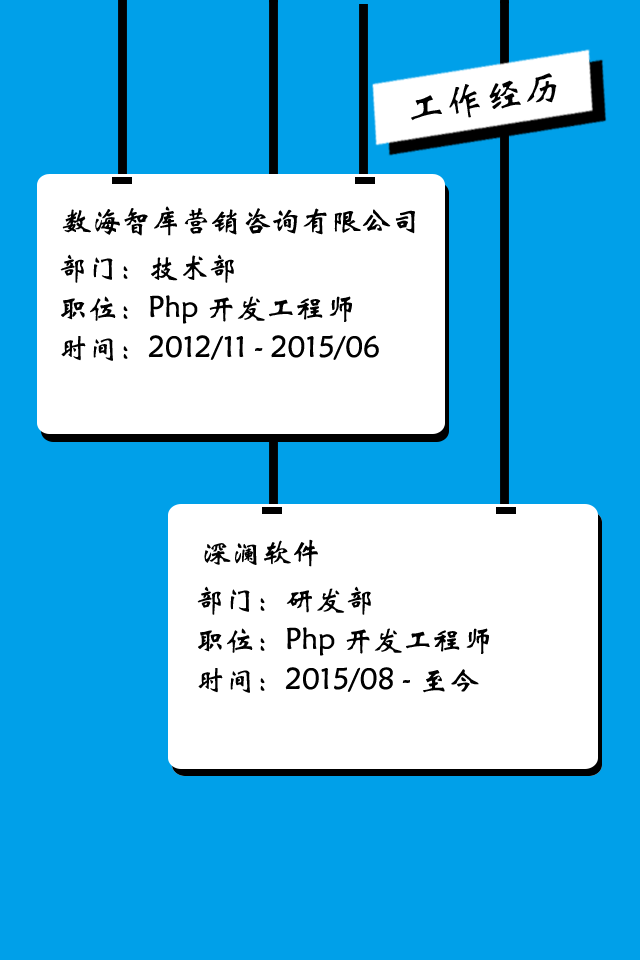 工作经历
数海智库营销咨询有限公司
部门：技术部
职位：Php 开发工程师
时间：2012/11 - 2015/06
深澜软件
部门：研发部
职位：Php 开发工程师
时间：2015/08 - 至今